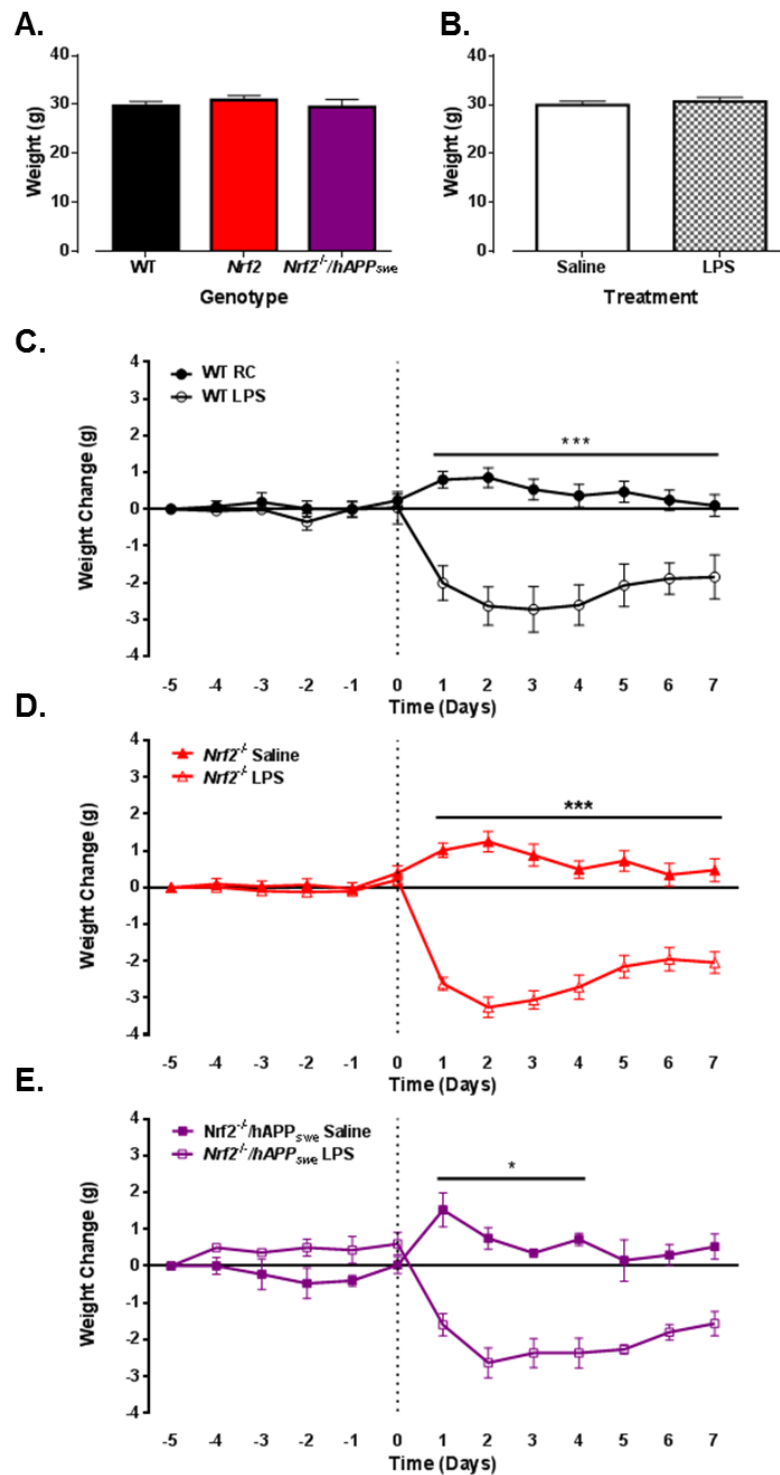 A.
B.
40
30
20
10
0
Weight (g)
WT
Nrf2
Nrf2-/-/hAPPswe
Genotype
40
30
20
10
0
Weight (g)
Saline
LPS
Treatment
C.
4
3
2
1
0
-1
-2
-3
-4
Weight Change (g)
WT RC
WT LPS
***
-5 -4 -3 -2 -1 0 1 2 3 4 5 6 7
Time (Days)
D.
4
3
2
1
0
-1
-2
-3
-4
Weight Change (g)
Nrf2-/- Saline
Nrf2-/- LPS
***
-5 -4 -3 -2 -1 0 1 2 3 4 5 6 7
Time (Days)
E.
4
3
2
1
0
-1
-2
-3
-4
Weight Change (g)
Nrf2-/-/hAPPswe Saline
Nrf2-/-/hAPPswe LPS
*
-5 -4 -3 -2 -1 0 1 2 3 4 5 6 7
Time (Days)